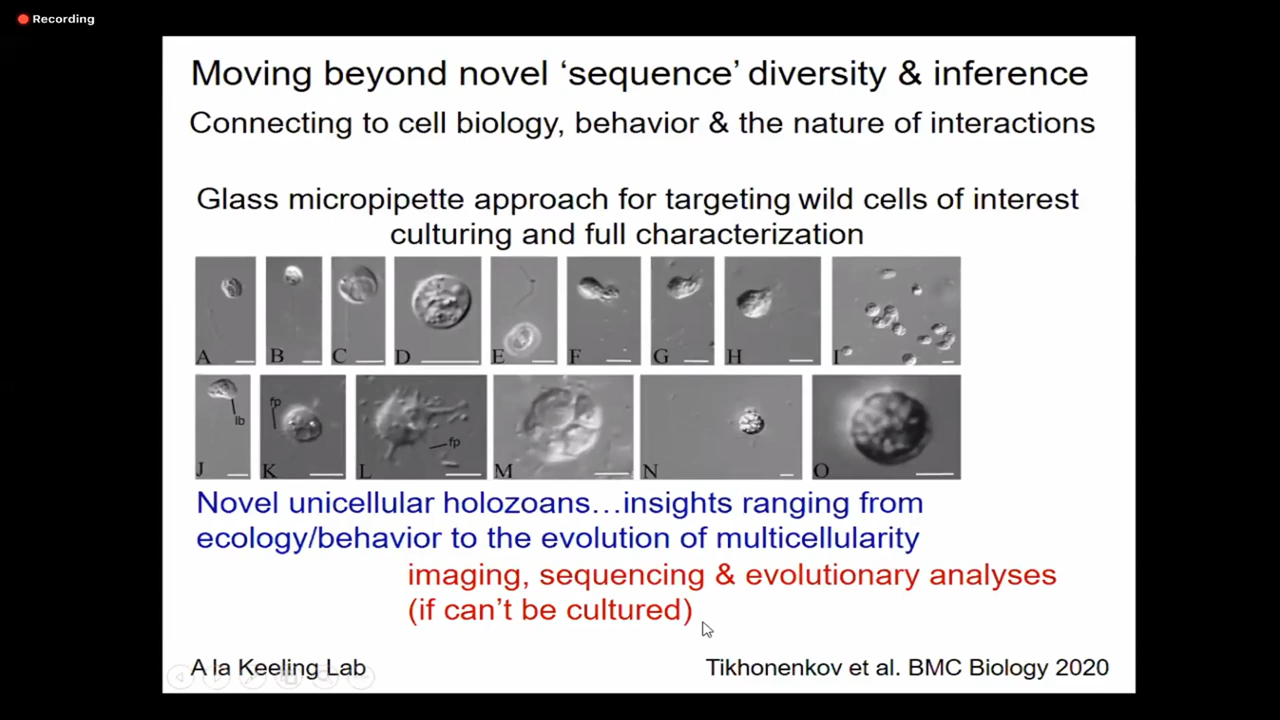 Recording
Moving beyond novel ‘sequence’ diversity & inference
Connecting to cell biology, behavior & the nature of interactions
Glass micropipette approach for targeting wild cells of interest
culturing and full characterization
A B C D E F G H I
J lb K fp L fp M N O
Novel unicellular holozoans…insights ranging from
ecology/behavior to the evolution of multicellularity
imaging, sequencing & evolutionary analyses
(if can’t be cultured)
A la Keeling Lab
Tikhonenkov et al. BMC Biology 2020